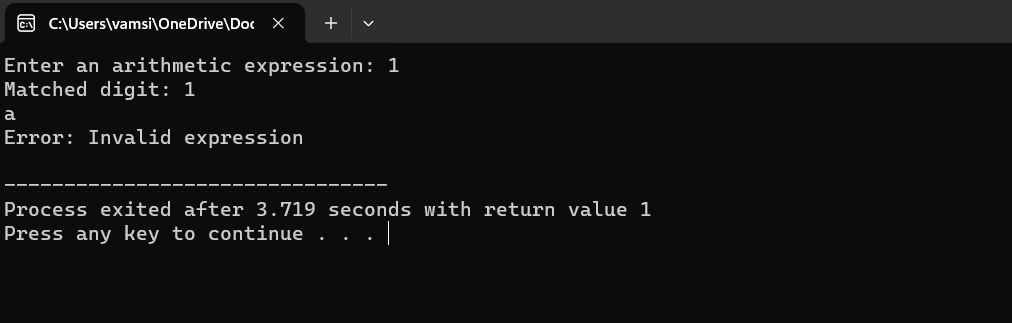 C:\Users\vamsi\OneDrive\Doc
Enter an arithmetic expression: 1
Matched digit: 1
a
Error: Invalid expression
--------------------------------
Process exited after 3.719 seconds with return value 1
Press any key to continue . . .